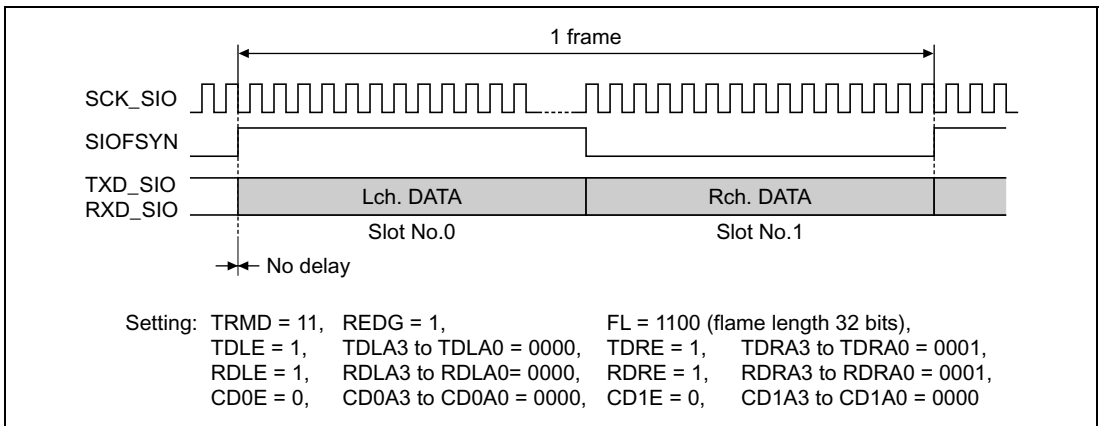 1 frame
SCK_SIO
SIOFSYN
TXD_SIO
RXD_SIO
Lch. DATA Rch. DATA
Slot No.0 Slot No.1
No delay
Setting: TRMD = 11, REDG = 1, FL = 1100 (flame length 32 bits),
TDLE = 1, TDLA3 to TDLA0 = 0000, TDRE = 1, TDRA3 to TDRA0 = 0001,
RDLE = 1, RDLA3 to RDLA0= 0000, RDRE = 1, RDRA3 to RDRA0 = 0001,
CD0E = 0, CD0A3 to CD0A0 = 0000, CD1E = 0, CD1A3 to CD1A0 = 0000